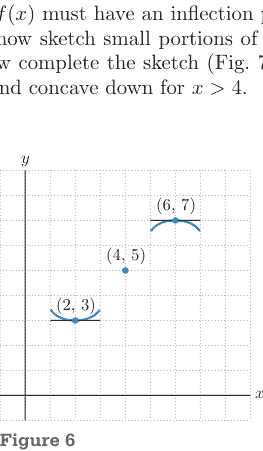 f(x) must have an inflection
now sketch small portions of
w complete the sketch (Fig. 7
nd concave down for x > 4.
y
(6, 7)
(4, 5)
(2, 3)
x
Figure 6